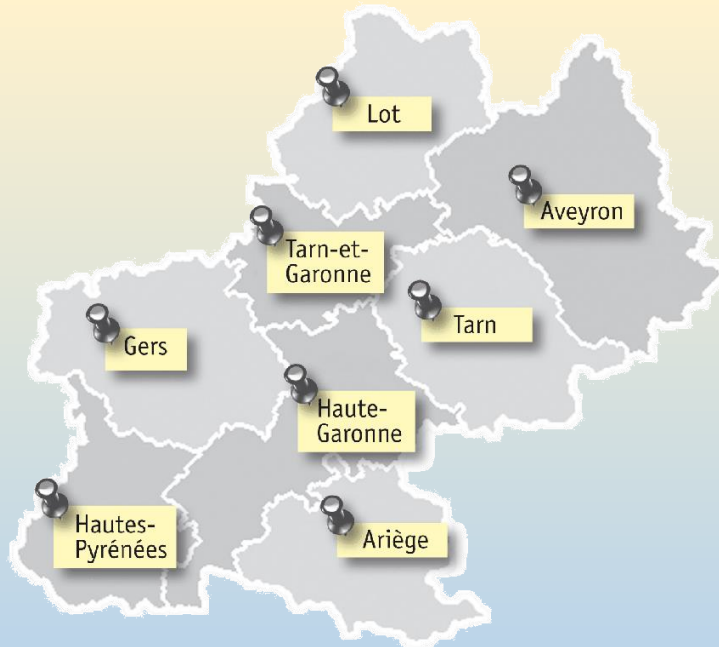 Lot
Aveyron
Tarn-et-
Garonne
Tarn
Gers
Haute-
Garonne
Hautes-
Pyrénées
Ariège